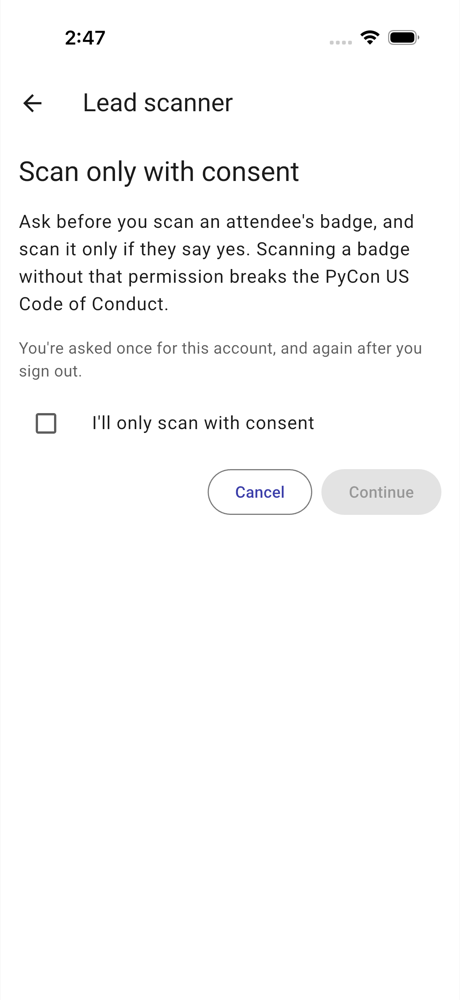 2:47
Lead scanner
Scan only with consent
Ask before you scan an attendee's badge, and
scan it only if they say yes. Scanning a badge
without that permission breaks the PyCon US
Code of Conduct.
You're asked once for this account, and again after you
sign out.
I'll only scan with consent
Cancel
Continue